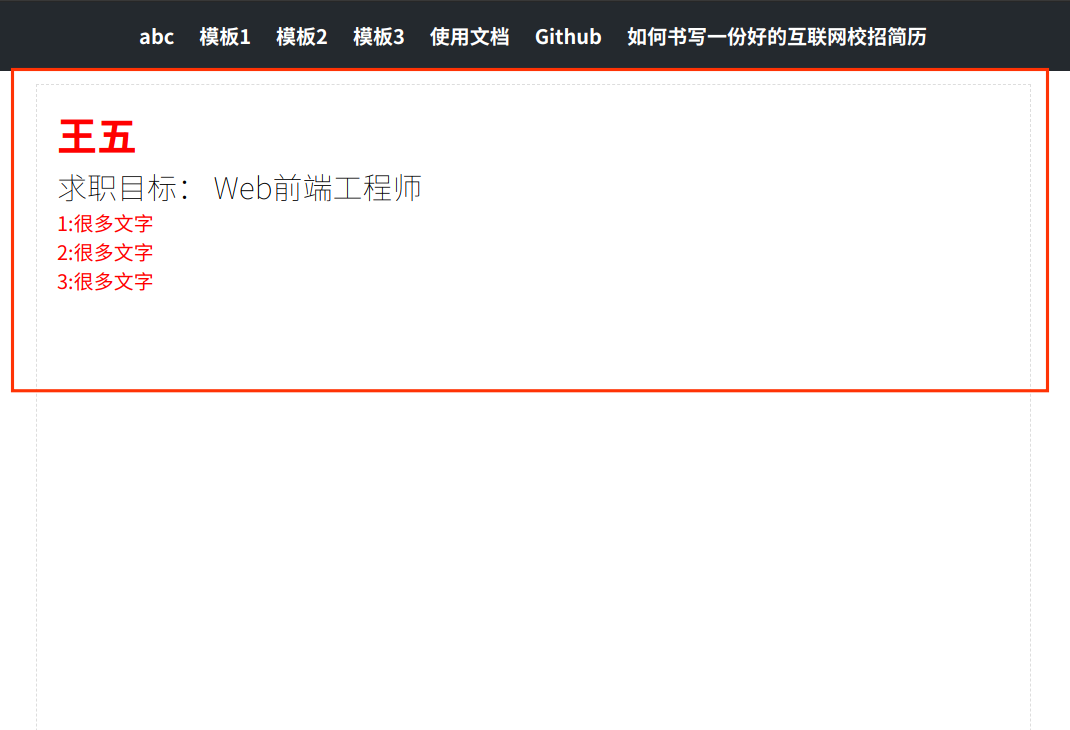 abc 模板1 模板2 模板3 使用文档 Github 如何书写一份好的互联网校招简历
王五
求职目标： Web前端工程师
1:很多文字
2:很多文字
3:很多文字